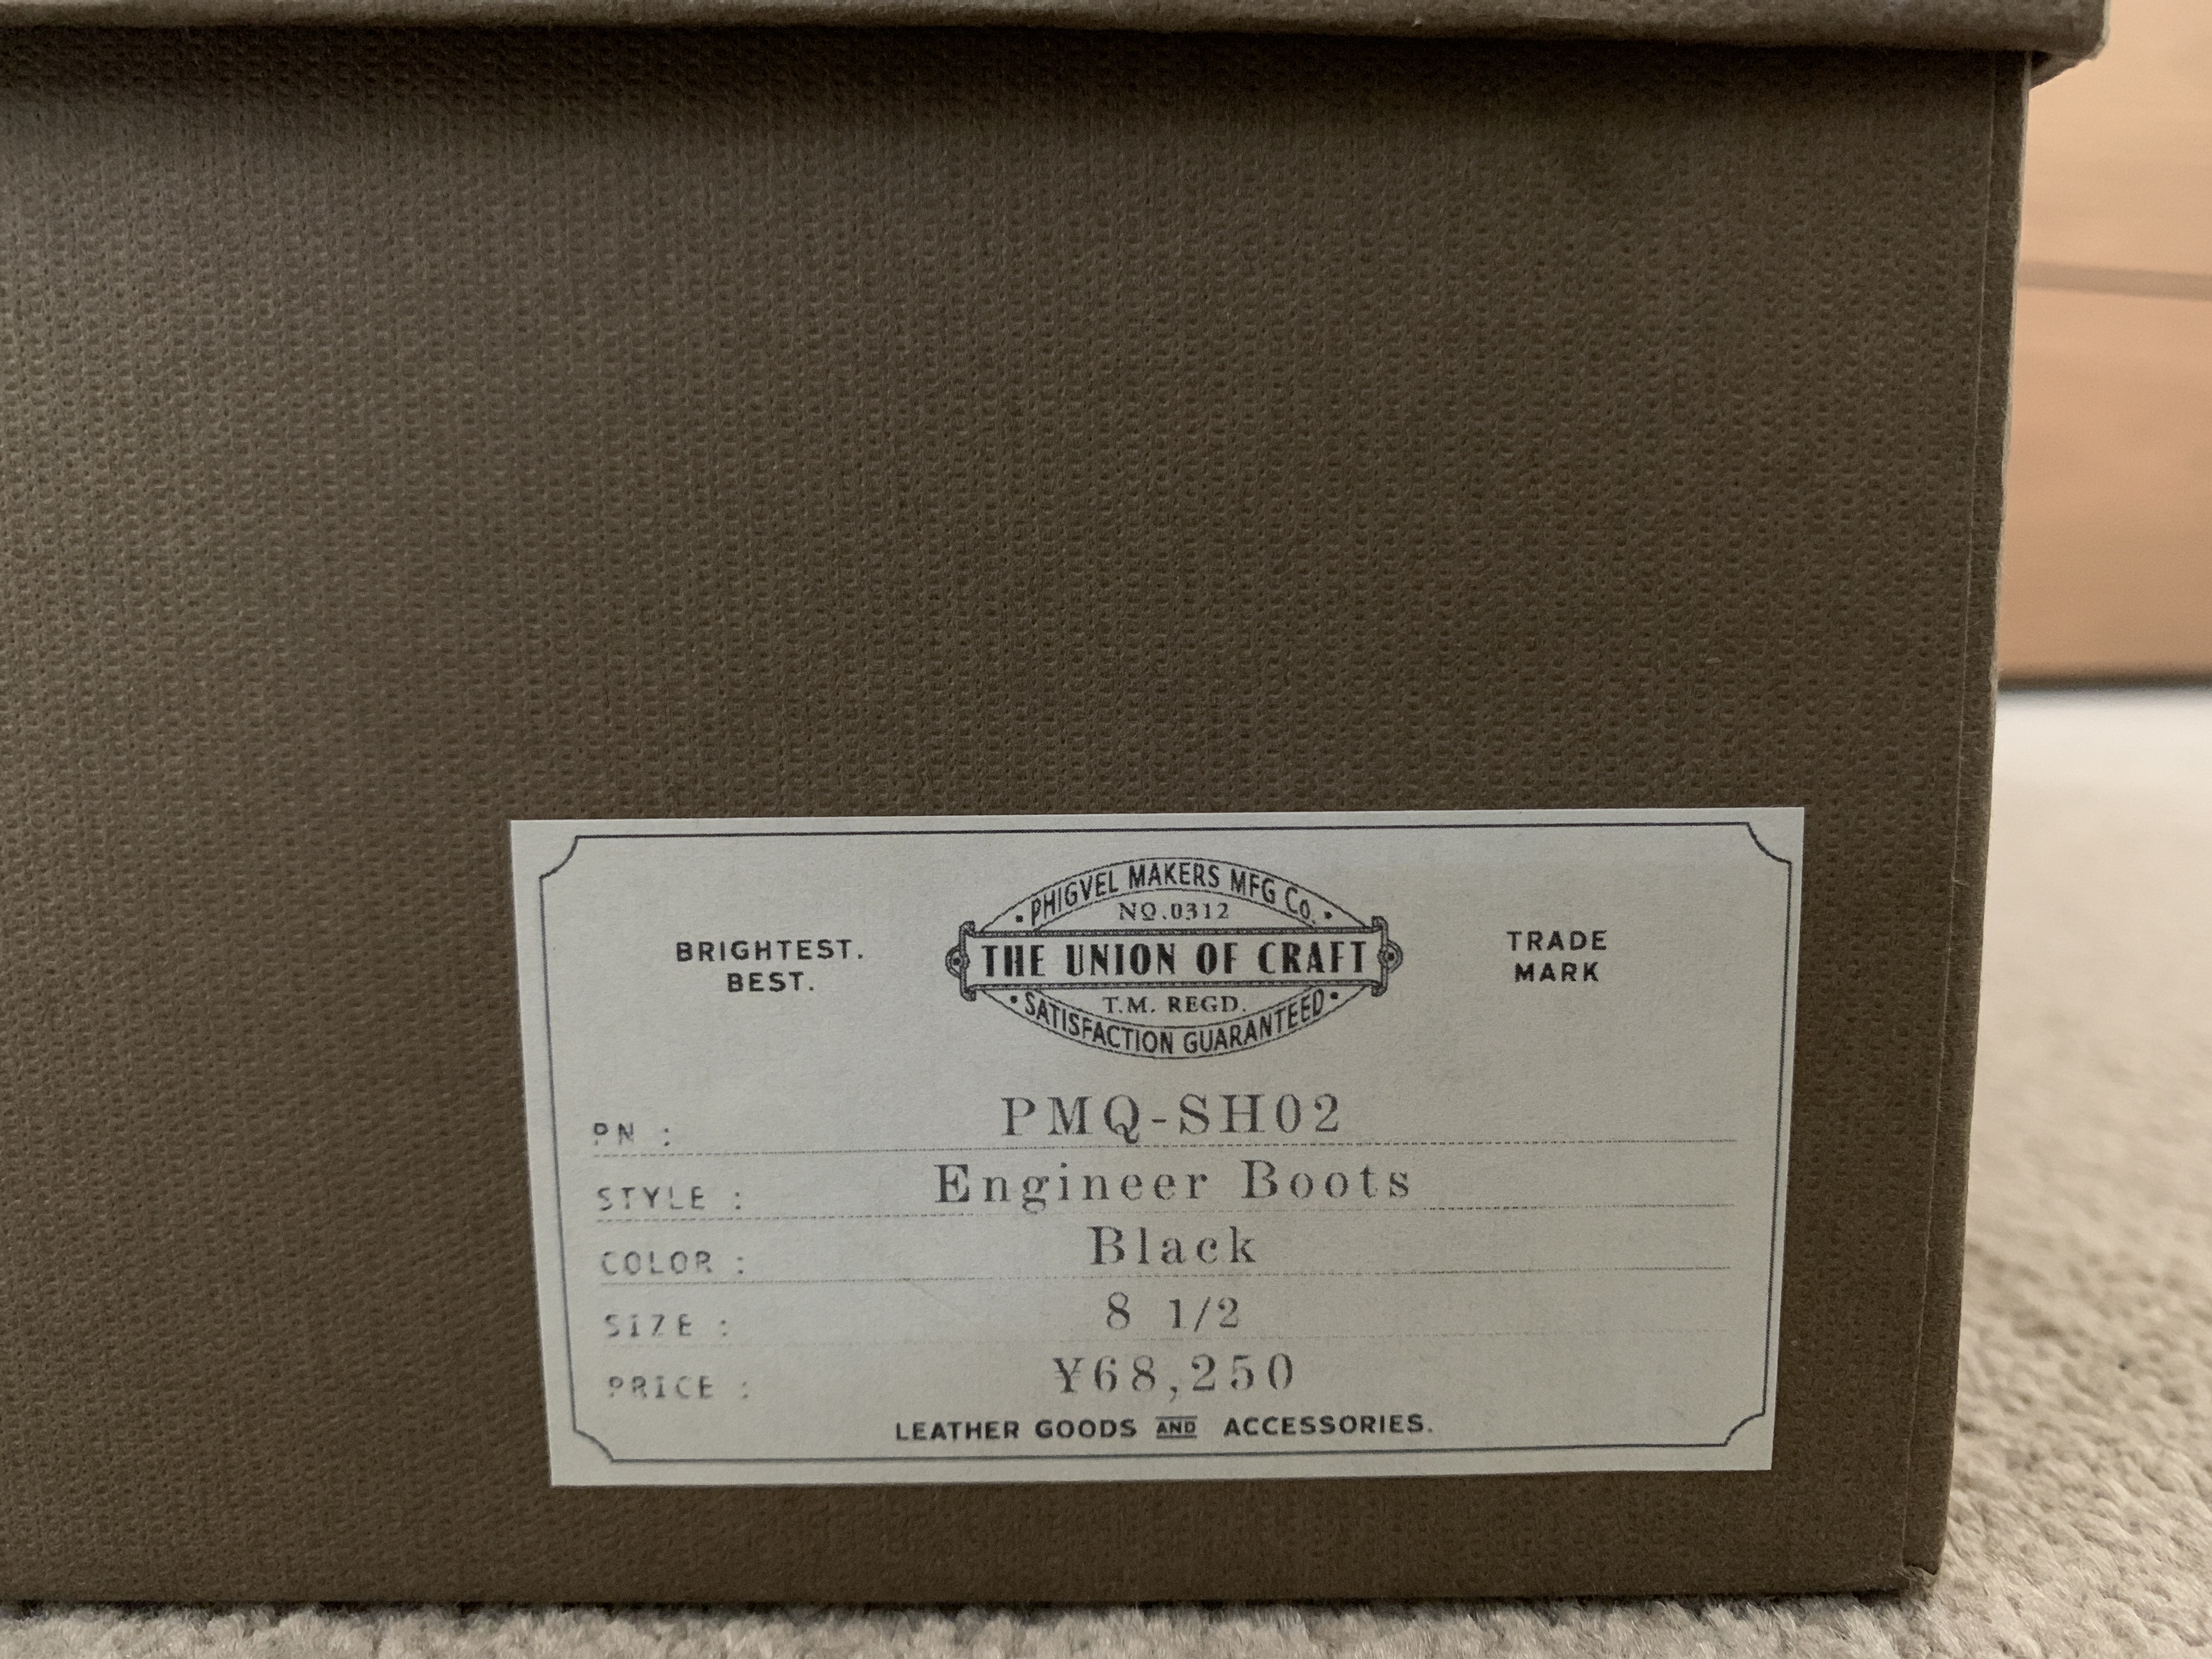 BRIGHTEST.
BEST.
PHIGVEL MAKERS MFG Co.
NO.0312
THE UNION OF CRAFT
T.M. REGD.
SATISFACTION GUARANTEED
TRADE
MARK
PN : PMQ-SH02
STYLE : Engineer Boots
COLOR : Black
SIZE : 8 1/2
PRICE : ¥68,250
LEATHER GOODS AND ACCESSORIES.